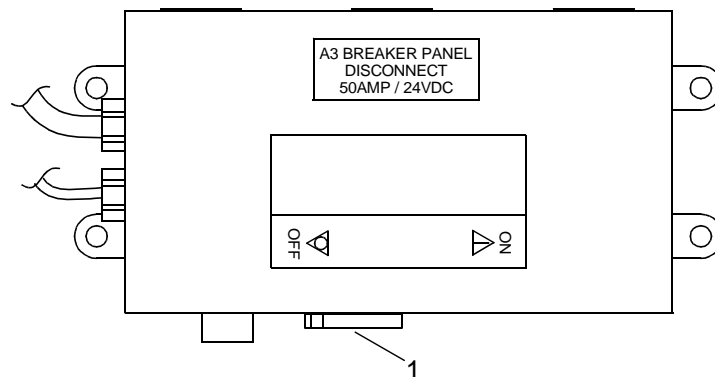 A3 BREAKER PANEL
DISCONNECT
50AMP / 24VDC
OFF
ON
1